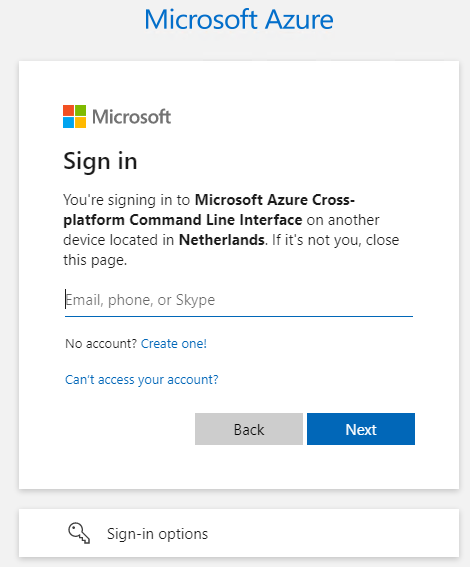 Microsoft Azure
Microsoft
Sign in
You're signing in to Microsoft Azure Cross-
platform Command Line Interface on another
device located in Netherlands. If it's not you, close
this page.
Email, phone, or Skype
No account? Create one!
Can't access your account?
Back Next
Sign-in options